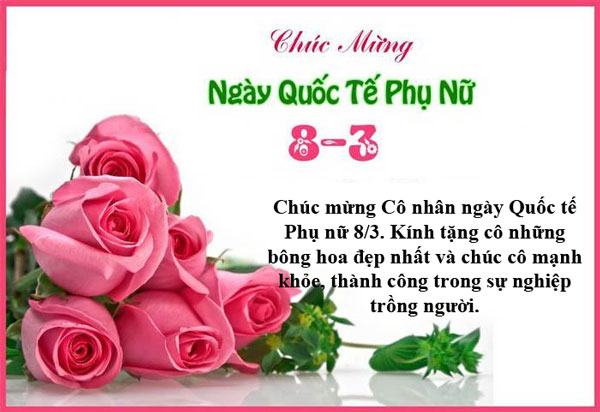 Chúc Mừng
Ngày Quốc Tế Phụ Nữ
8-3
Chúc mừng Cô nhân ngày Quốc tế
Phụ nữ 8/3. Kính tặng cô những
bông hoa đẹp nhất và chúc cô mạnh
khỏe, thành công trong sự nghiệp
trồng người.